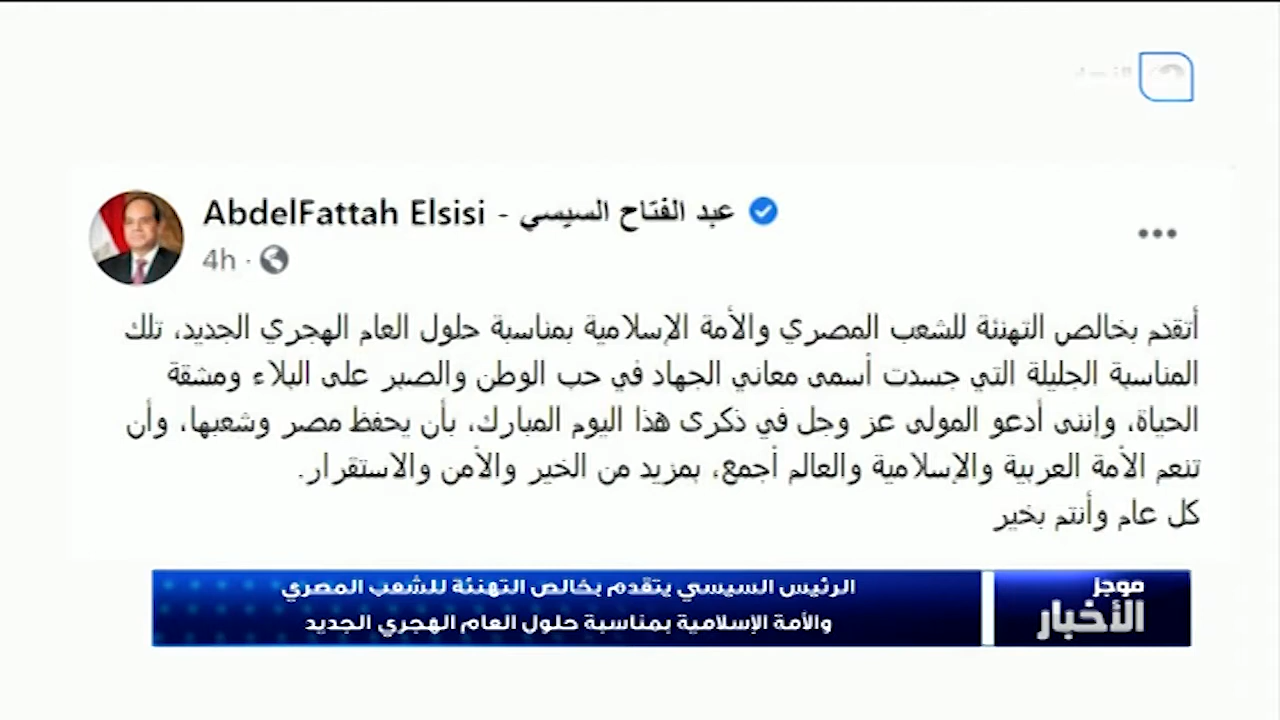 AbdelFattah Elsisi - عبد الفتاح السيسي
4h ·
أتقدم بخالص التهنئة للشعب المصري والأمة الإسلامية بمناسبة حلول العام الهجري الجديد، تلك
المناسبة الجليلة التي جسدت أسمى معاني الجهاد في حب الوطن والصبر على البلاء ومشقة
الحياة، وإننى أدعو المولى عز وجل في ذكرى هذا اليوم المبارك، بأن يحفظ مصر وشعبها، وأن
تنعم الأمة العربية والإسلامية والعالم أجمع، بمزيد من الخير والأمن والاستقرار.
كل عام وأنتم بخير
موجز
الأخبار
الرئيس السيسي يتقدم بخالص التهنئة للشعب المصري
والأمة الإسلامية بمناسبة حلول العام الهجري الجديد